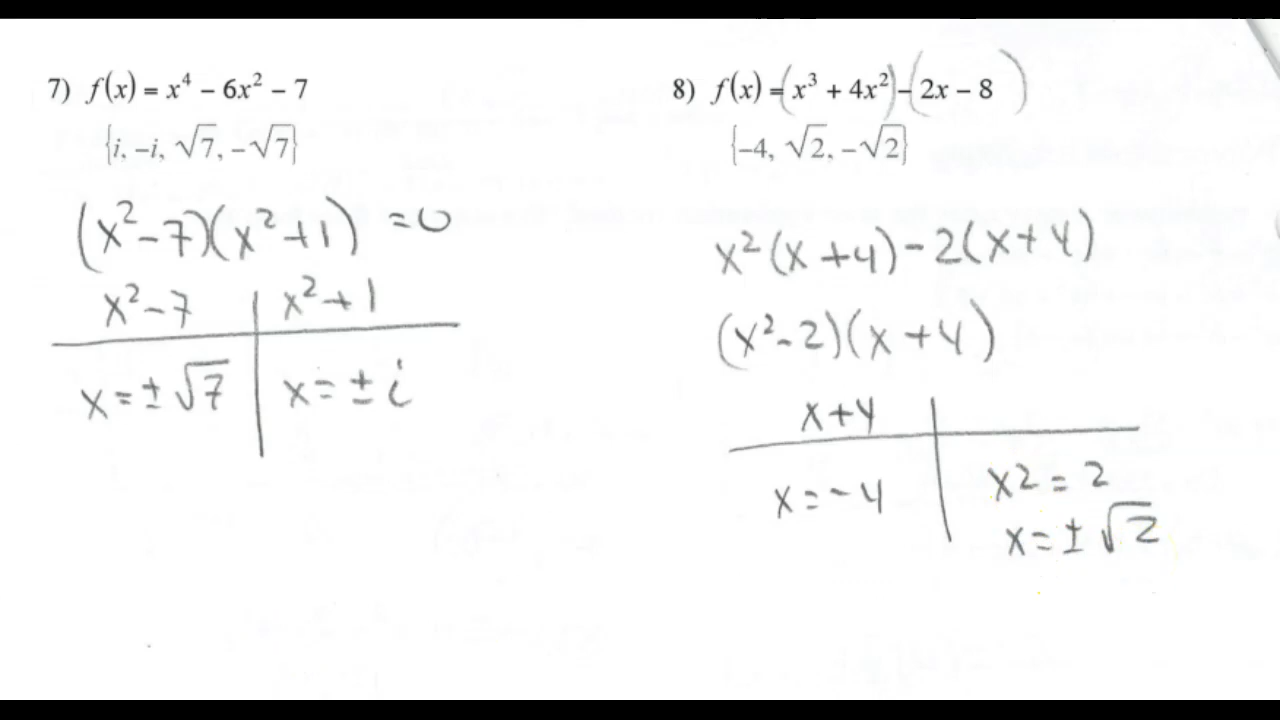 7) f(x) = x⁴ − 6x² − 7
{i, −i, √7, −√7}
(x²−7)(x²+1) =0
x²−7 x²+1
x=±√7 x=±i
8) f(x) = (x³ + 4x²) − (2x − 8)
{−4, √2, −√2}
x²(x+4)−2(x+4)
(x²−2)(x+4)
x+4
x=−4 x²=2
x=±√2